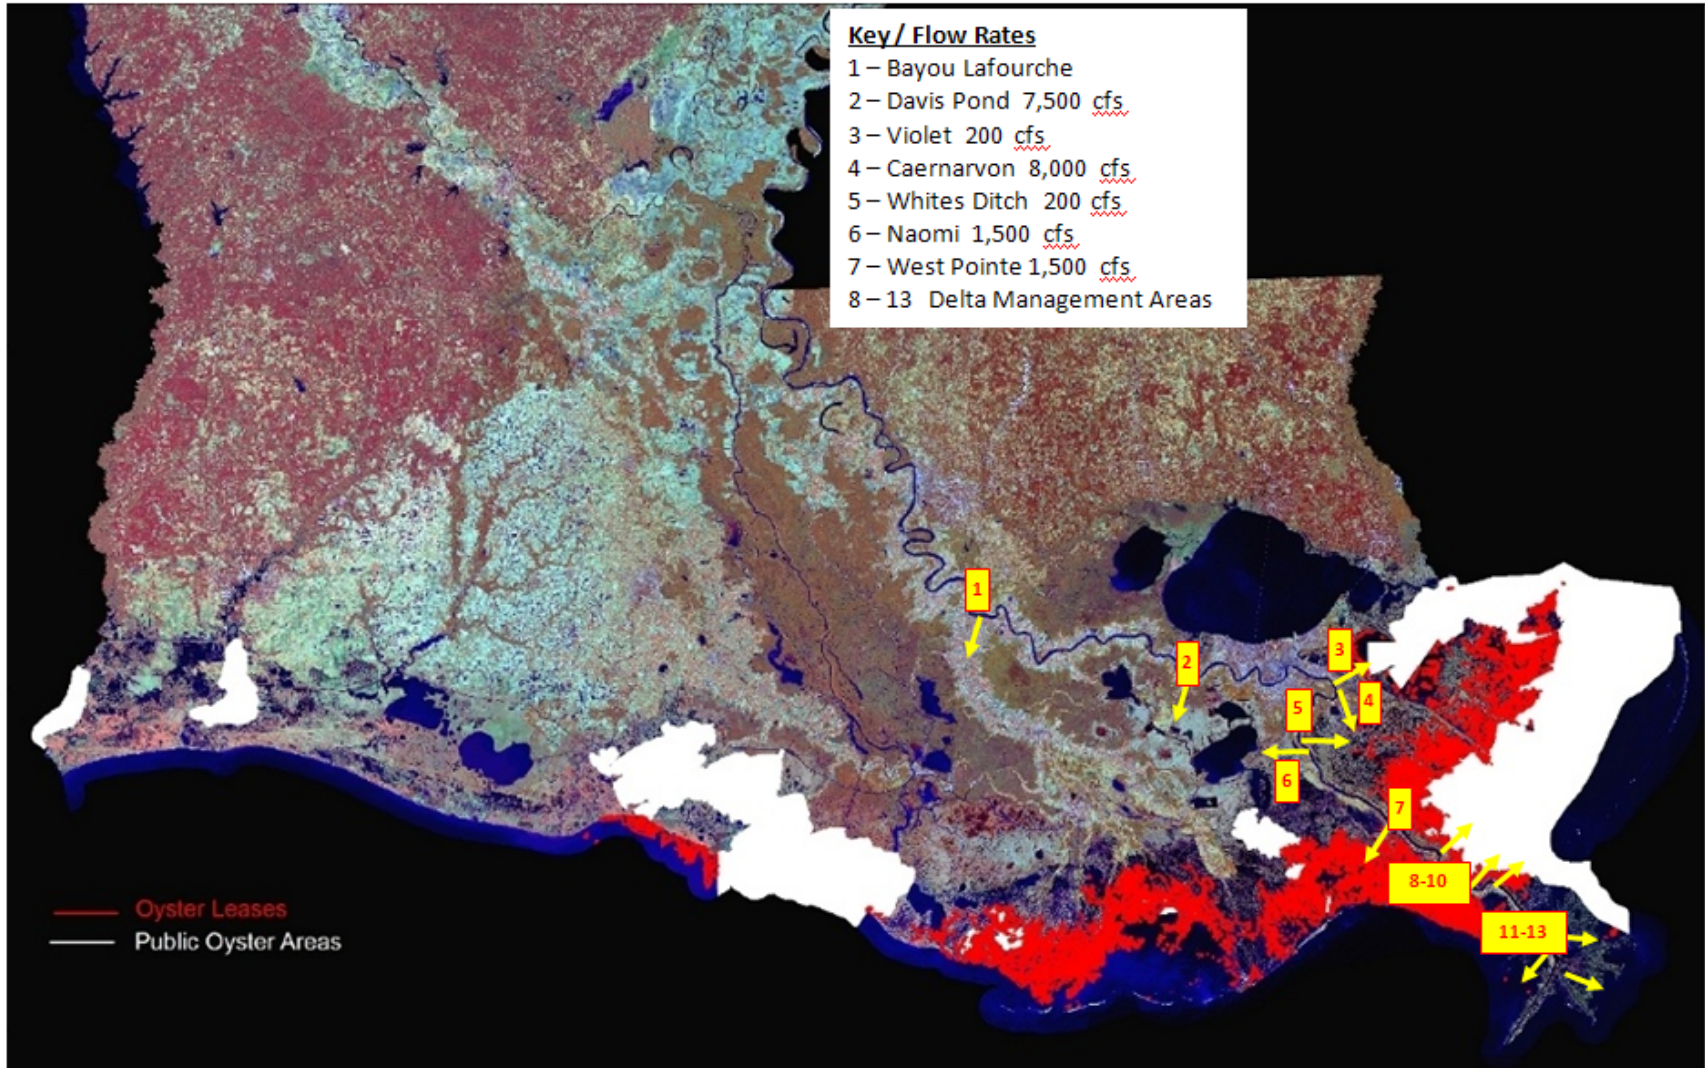 Key / Flow Rates
1 – Bayou Lafourche
2 – Davis Pond 7,500 cfs
3 – Violet 200 cfs
4 – Caernarvon 8,000 cfs
5 – Whites Ditch 200 cfs
6 – Naomi 1,500 cfs
7 – West Pointe 1,500 cfs
8 – 13 Delta Management Areas
1
2
3
4
5
6
7
8-10
11-13
Oyster Leases
Public Oyster Areas